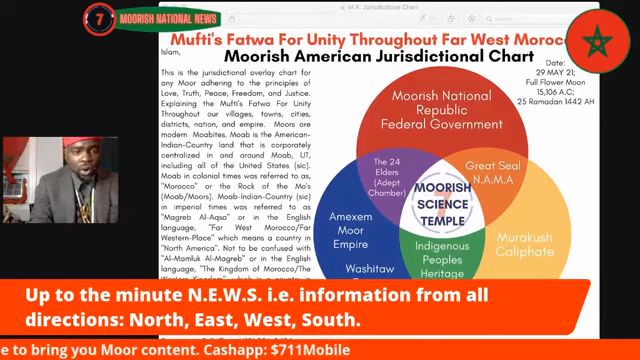 7 MOORISH NATIONAL NEWS
M.A. Jurisdictional Chart
Mufti's Fatwa For Unity Throughout Far West Moroc
Islam,
Moorish American Jurisdictional Chart
Date:
29 MAY 21;
Full Flower Moon
15,106 A.C;
25 Ramadan 1442 AH
This is the jurisdictional overlay chart for
any Moor adhering to the principles of
Love, Truth, Peace, Freedom, and Justice.
Explaining the Mufti's Fatwa For Unity
Throughout our villages, towns, cities,
districts, nation, and empire. Moors are
modern Moabites. Moab is the American-
Indian-Country land that is corporately
centralized in and around Moab, UT,
including all of the United States (sic).
Moab in colonial times was referred to as,
"Morocco" or the Rock of the Mo's
(Moab/Moors). Moab-Indian-Country (sic)
in imperial times was referred to as
"Magreb Al-Aqsa" or in the English
language, "Far West Morocco/Far
Western-Place" which means a country in
"North America". Not to be confused with
"Al-Mamluk Al-Magreb" or in the English
language, "The Kingdom of Morocco/The
Moorish National
Republic
Federal Government
The 24
Elders
(Adept
Chamber)
Great Seal
N.A.M.A
7
MOORISH
SCIENCE
TEMPLE
Amexem
Moor
Empire
Washitaw
Indigenous
Peoples
Heritage
Murakush
Caliphate
Up to the minute N.E.W.S. i.e. information from all
directions: North, East, West, South.
e to bring you Moor content. Cashapp: $711Mobile